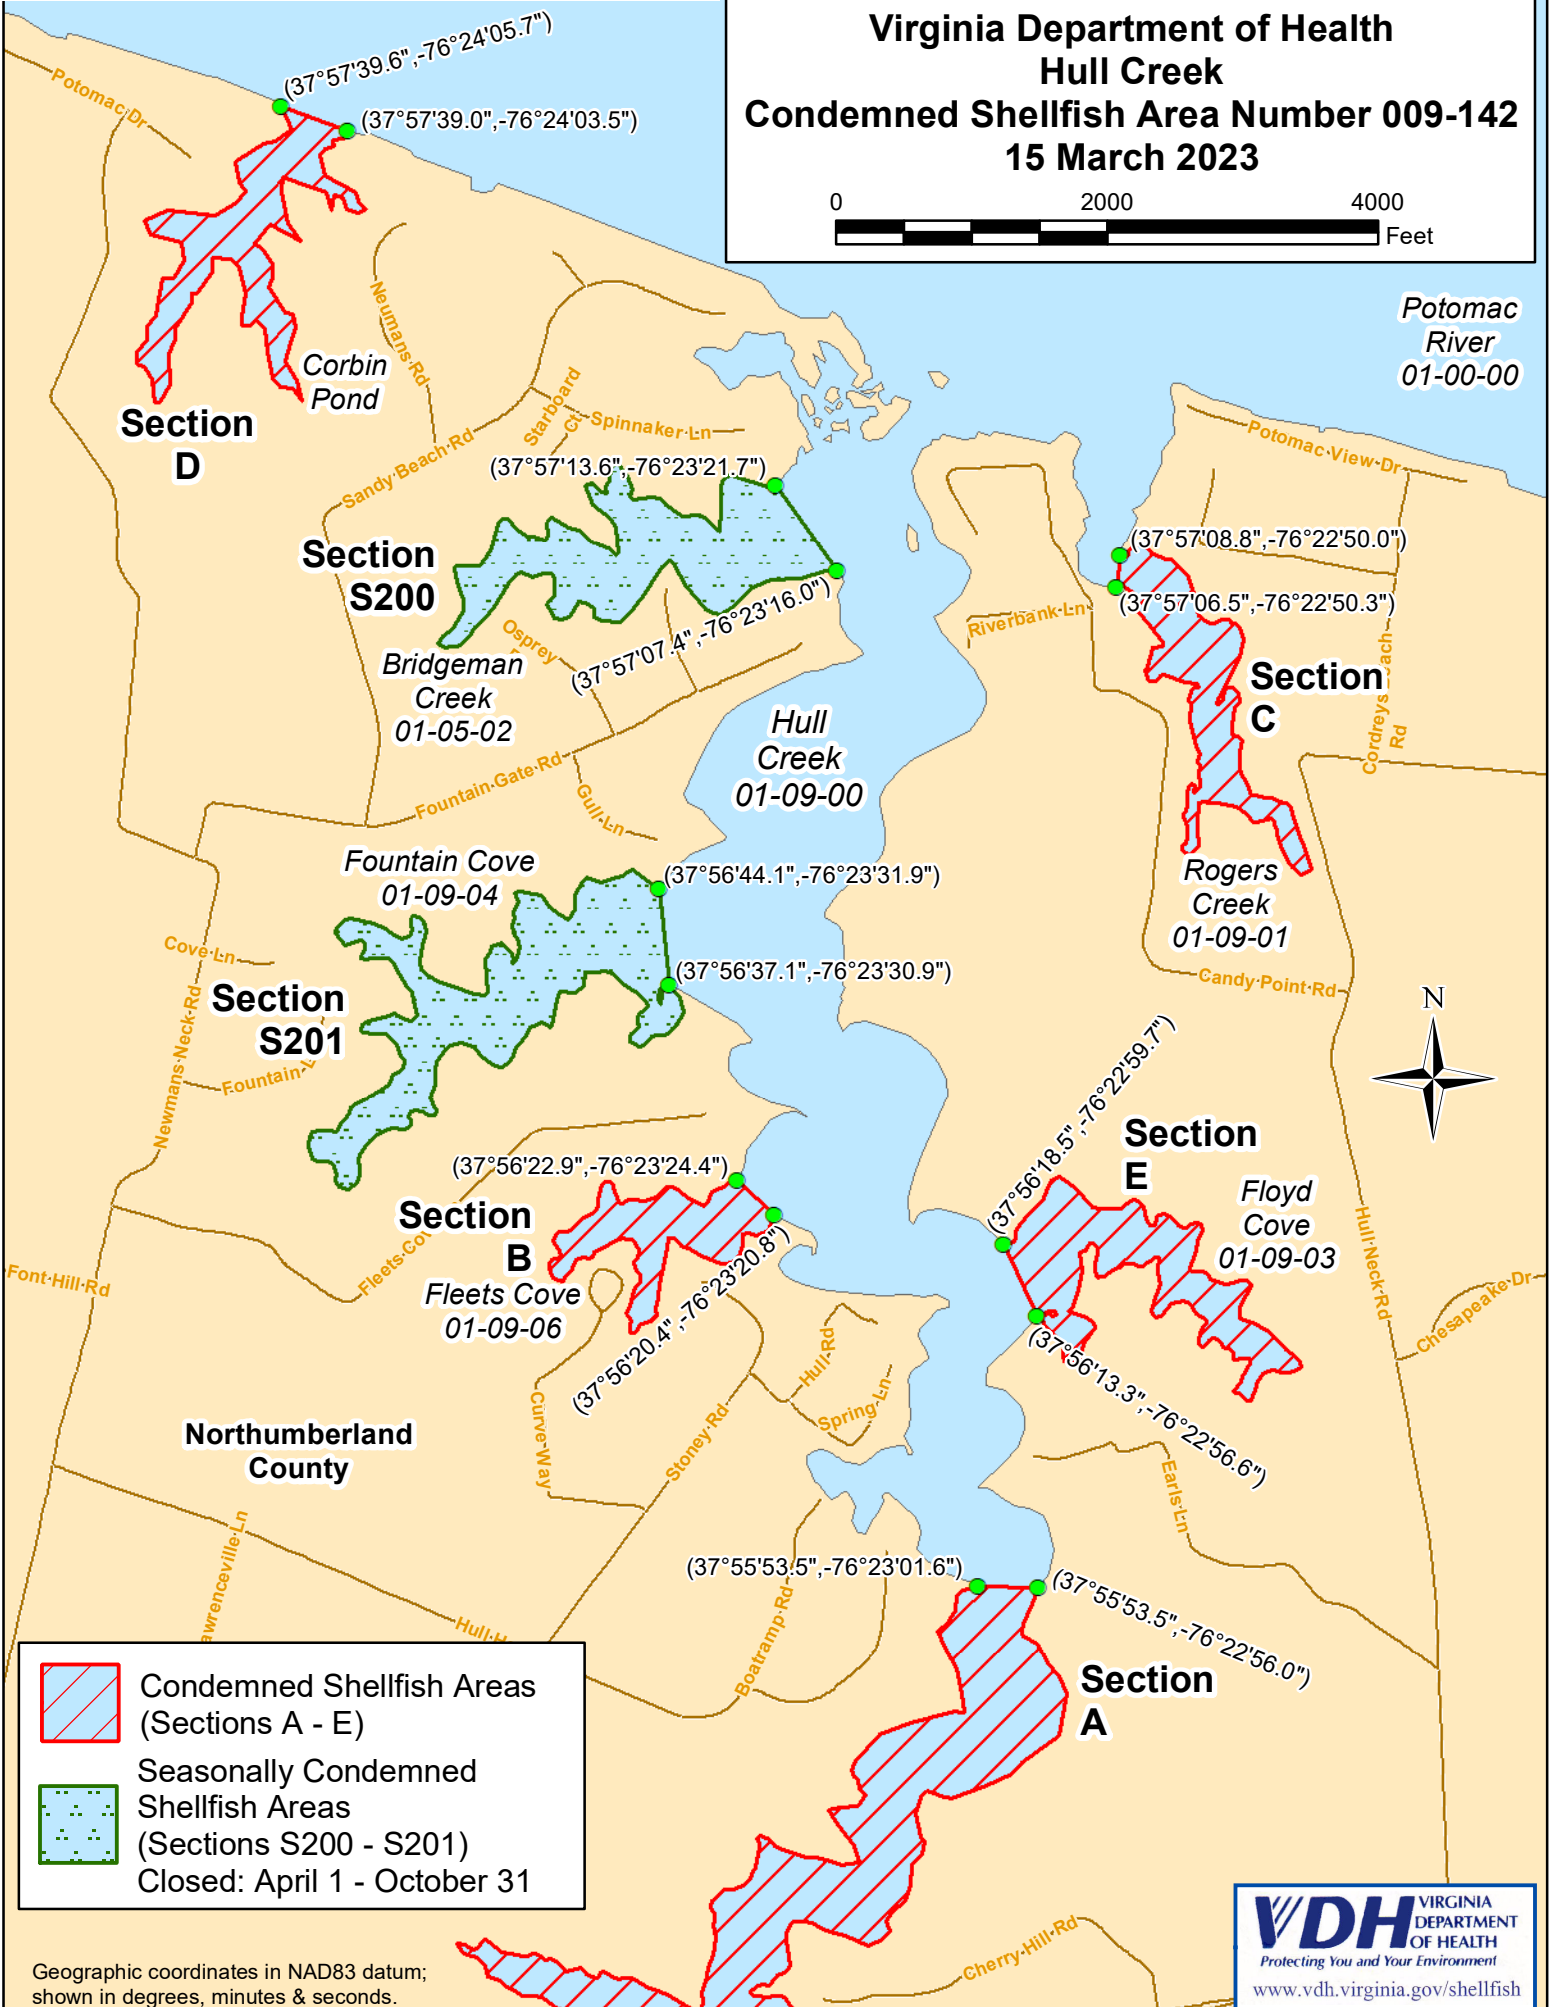 Virginia Department of Health
Hull Creek
Condemned Shellfish Area Number 009-142
15 March 2023
0 2000 4000
Feet
(37°57'39.6",-76°24'05.7")
(37°57'39.0",-76°24'03.5")
Potomac Dr
Potomac
River
01-00-00
Neumans Rd
Corbin
Pond
Section
D
Starboard
Ct
Spinnaker Ln
Sandy Beach Rd
Potomac View Dr
(37°57'13.6",-76°23'21.7")
Section
S200
(37°57'08.8",-76°22'50.0")
(37°57'06.5",-76°22'50.3")
Riverbank Ln
Osprey
(37°57'07.4",-76°23'16.0")
Bridgeman
Creek
01-05-02
Section
C
Cordreys
Rd
Hull
Creek
01-09-00
Fountain Gate Rd
Gull Ln
Fountain Cove
01-09-04
(37°56'44.1",-76°23'31.9")
Rogers
Creek
01-09-01
Cove Ln
(37°56'37.1",-76°23'30.9")
Candy Point Rd
Section
S201
Newmans Neck Rd
Fountain
N
(37°56'18.5",-76°22'59.7")
Section
E
(37°56'22.9",-76°23'24.4")
Floyd
Cove
01-09-03
Section
B
Fleets
Font Hill Rd
Fleets Cove
01-09-06
(37°56'20.4",-76°23'20.8")
Hull Neck Rd
Chesapeake Dr
Hull Rd
(37°56'13.3",-76°22'56.6")
Spring Ln
Curve Way
Stoney Rd
Northumberland
County
Earls Ln
(37°55'53.5",-76°23'01.6")
(37°55'53.5",-76°22'56.0")
Boatramp Rd
Hull
Section
A
Condemned Shellfish Areas
(Sections A - E)
Seasonally Condemned
Shellfish Areas
(Sections S200 - S201)
Closed: April 1 - October 31
Cherry Hill Rd
VDH VIRGINIA
DEPARTMENT
OF HEALTH
Protecting You and Your Environment
www.vdh.virginia.gov/shellfish
Geographic coordinates in NAD83 datum;
shown in degrees, minutes & seconds.